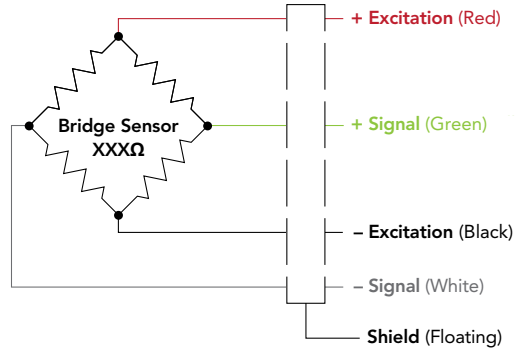 + Excitation (Red)
+ Signal (Green)
Bridge Sensor
XXXΩ
– Excitation (Black)
– Signal (White)
Shield (Floating)